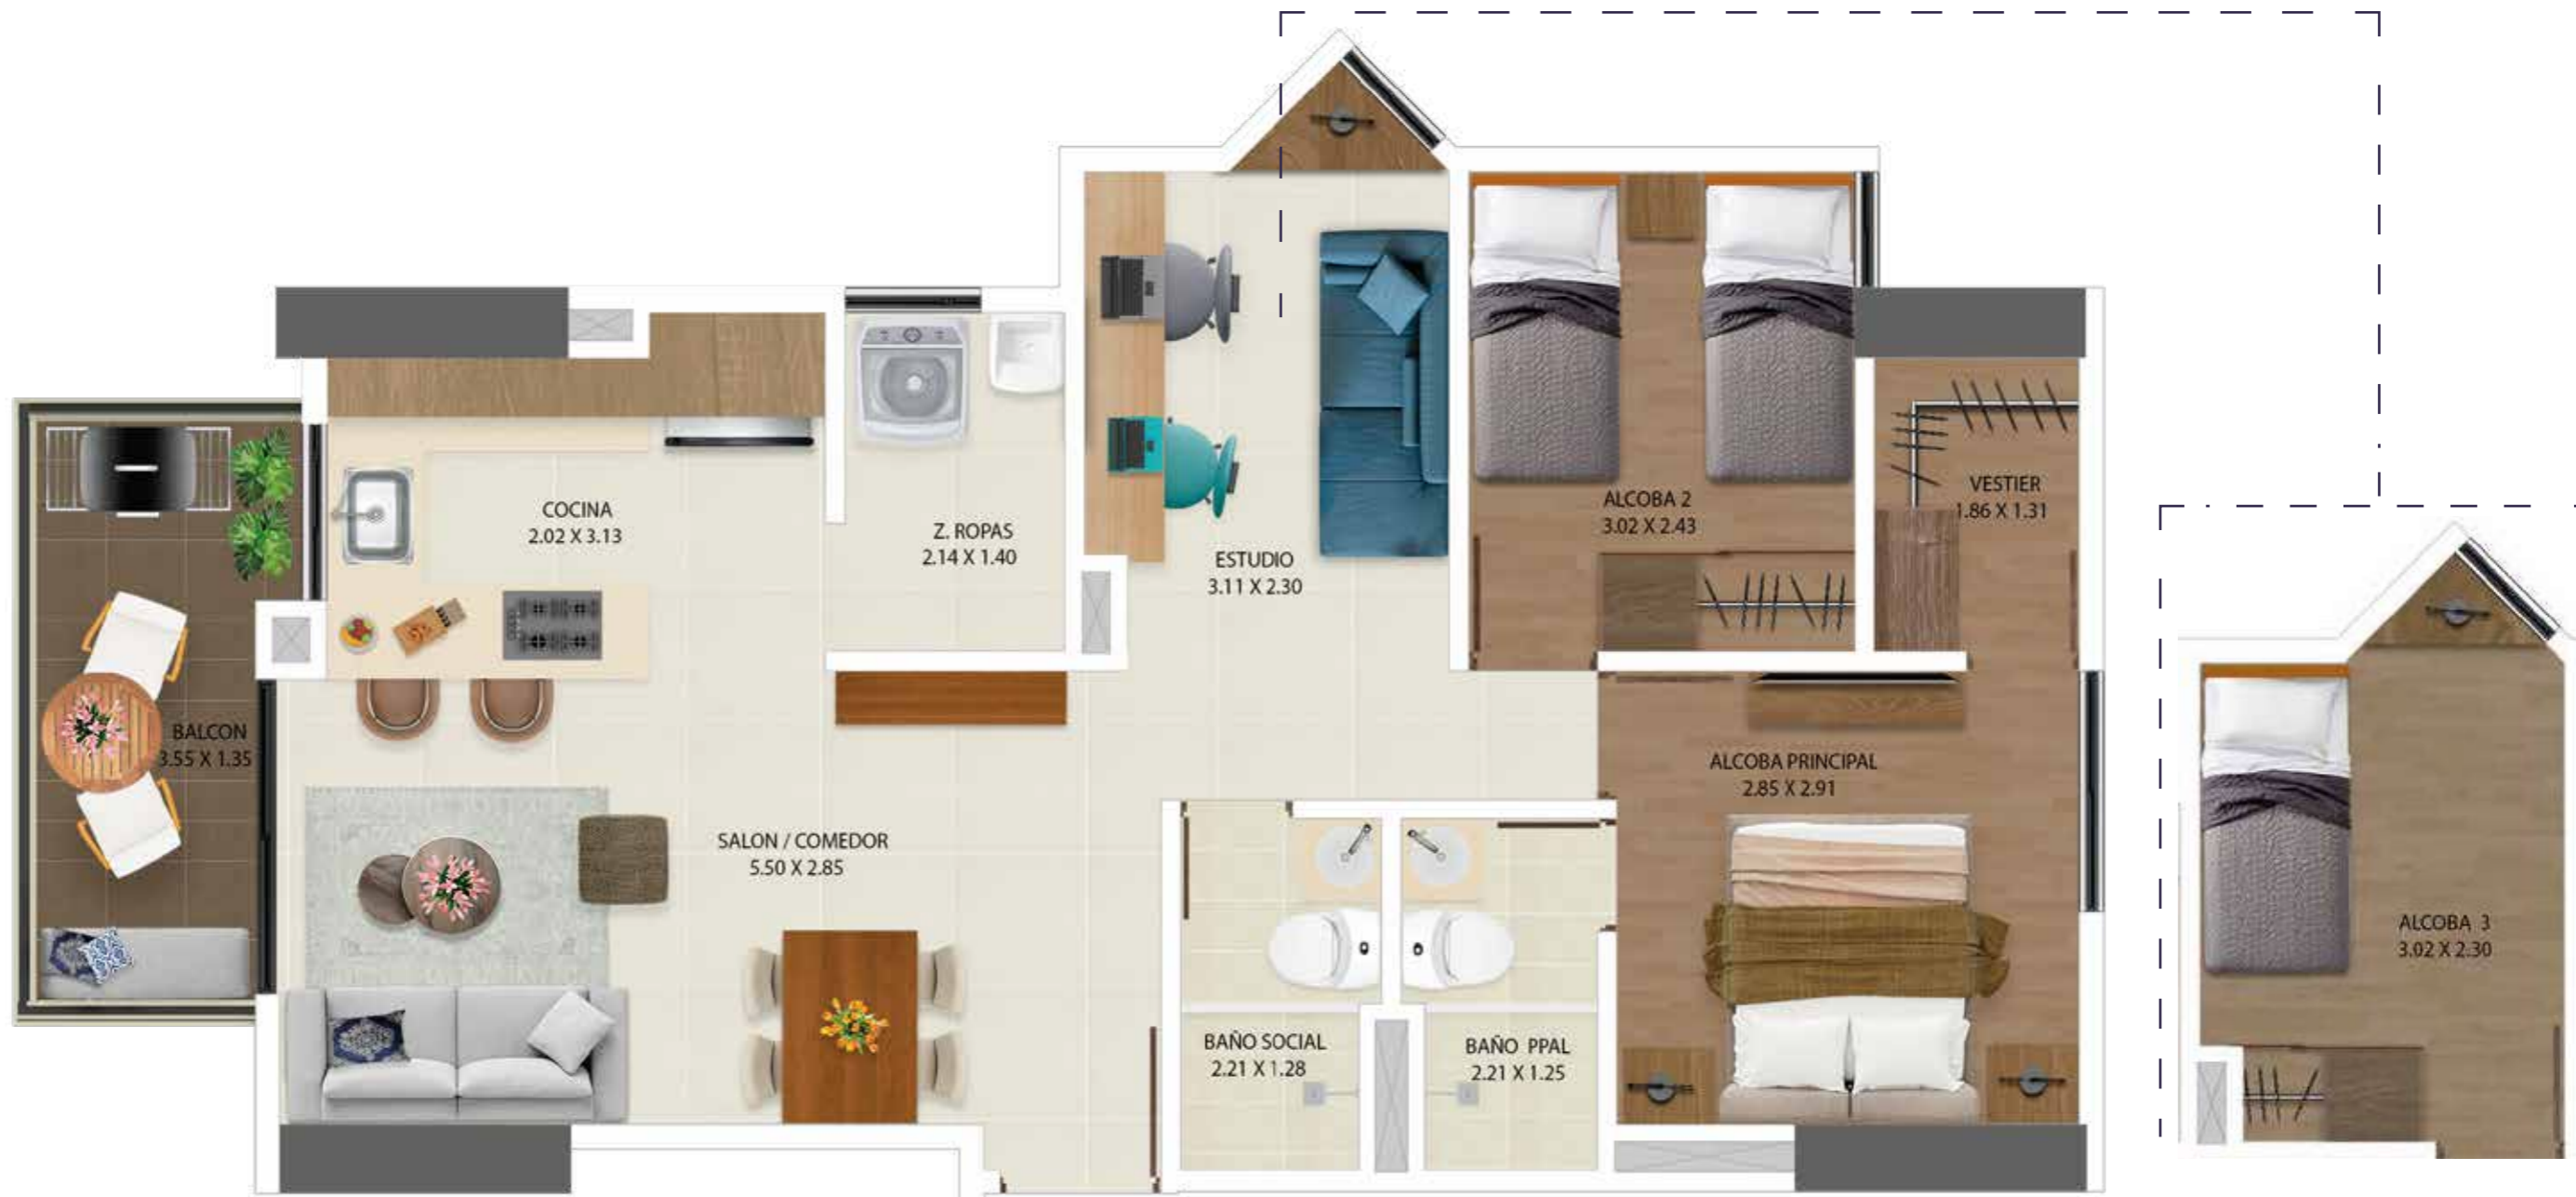 COCINA
2.02 X 3.13
Z. ROPAS
2.14 X 1.40
ESTUDIO
3.11 X 2.30
ALCOBA 2
3.02 X 2.43
VESTIER
1.86 X 1.31
BALCON
3.55 X 1.35
SALON / COMEDOR
5.50 X 2.85
ALCOBA PRINCIPAL
2.85 X 2.91
BAÑO SOCIAL
2.21 X 1.28
BAÑO PPAL
2.21 X 1.25
ALCOBA 3
3.02 X 2.30